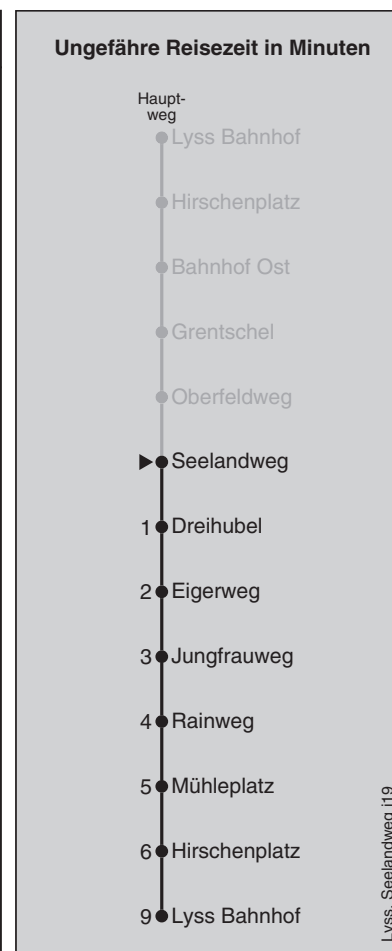 Ungefähre Reisezeit in Minuten
Haupt-
weg
Lyss Bahnhof
Hirschenplatz
Bahnhof Ost
Grentschel
Oberfeldweg
Seelandweg
1 Dreihubel
2 Eigerweg
3 Jungfrauweg
4 Rainweg
5 Mühleplatz
6 Hirschenplatz
9 Lyss Bahnhof
Lyss, Seelandweg j19